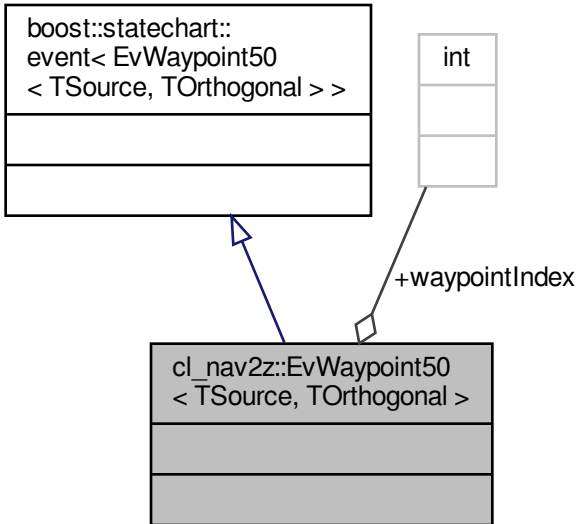 boost::statechart::
event< EvWaypoint50
< TSource, TOrthogonal > >
int
+waypointIndex
cl_nav2z::EvWaypoint50
< TSource, TOrthogonal >